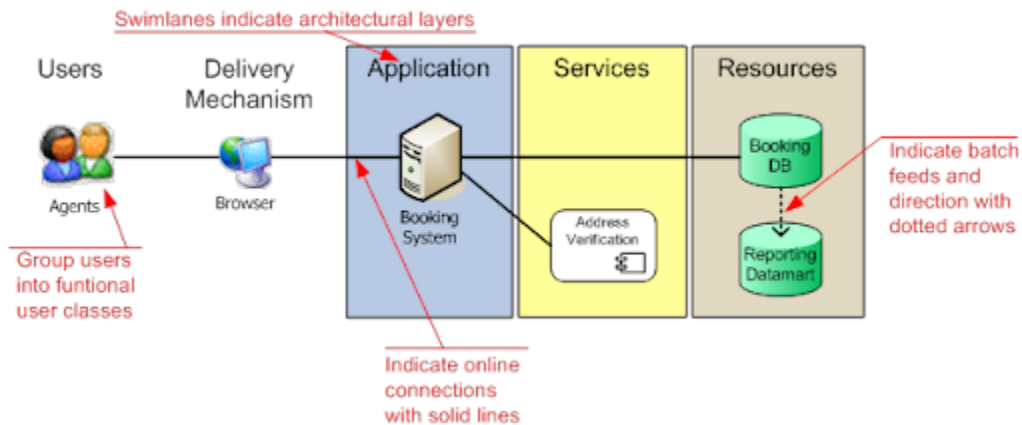 Swimlanes indicate architectural layers
Users
Delivery
Mechanism
Application
Services
Resources
Agents
Browser
Booking
System
Address
Verification
Booking
DB
Reporting
Datamart
Indicate batch
feeds and
direction with
dotted arrows
Group users
into funtional
user classes
Indicate online
connections
with solid lines